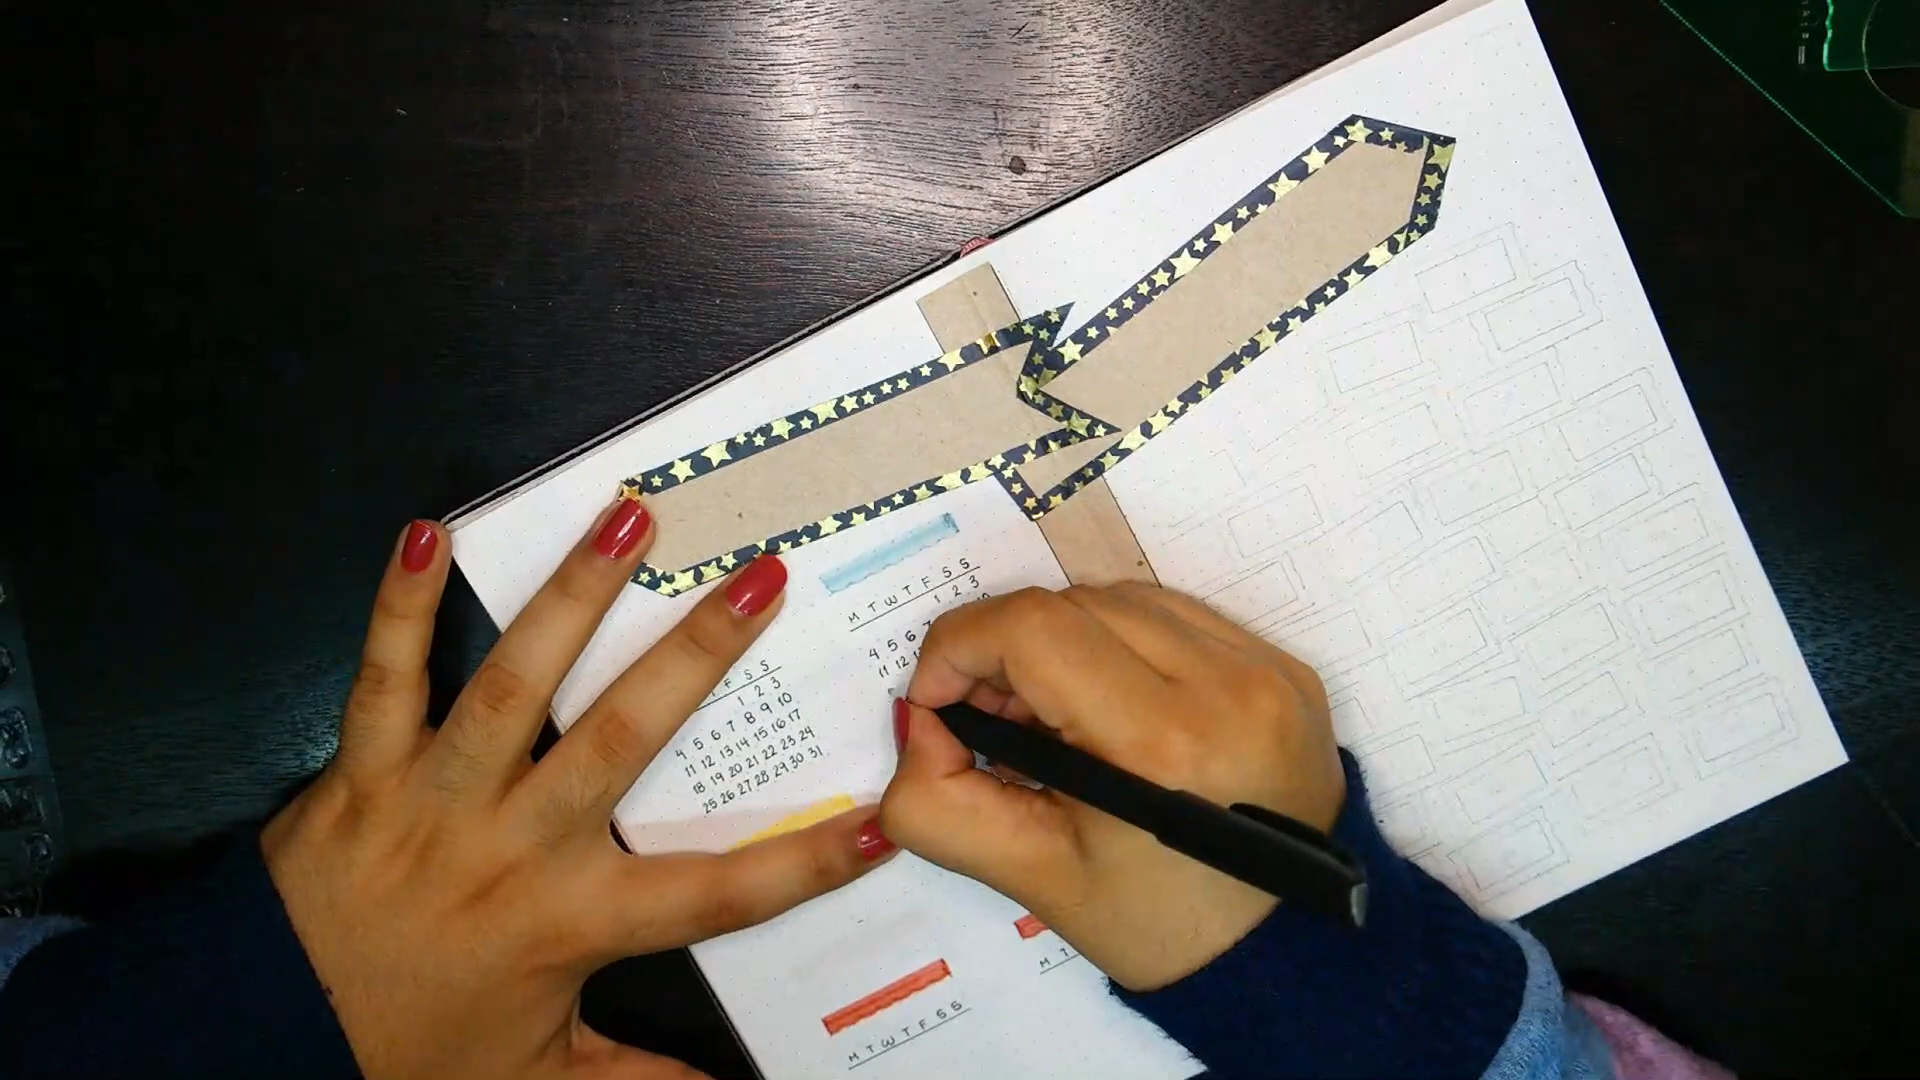 F S S
1 2 3
4 5 6 7 8 9 10
11 12 13 14 15 16 17
18 19 20 21 22 23 24
25 26 27 28 29 30 31
M T W T F S S
1 2 3
4 5 6 7
11 12
M T W T F S S
M T